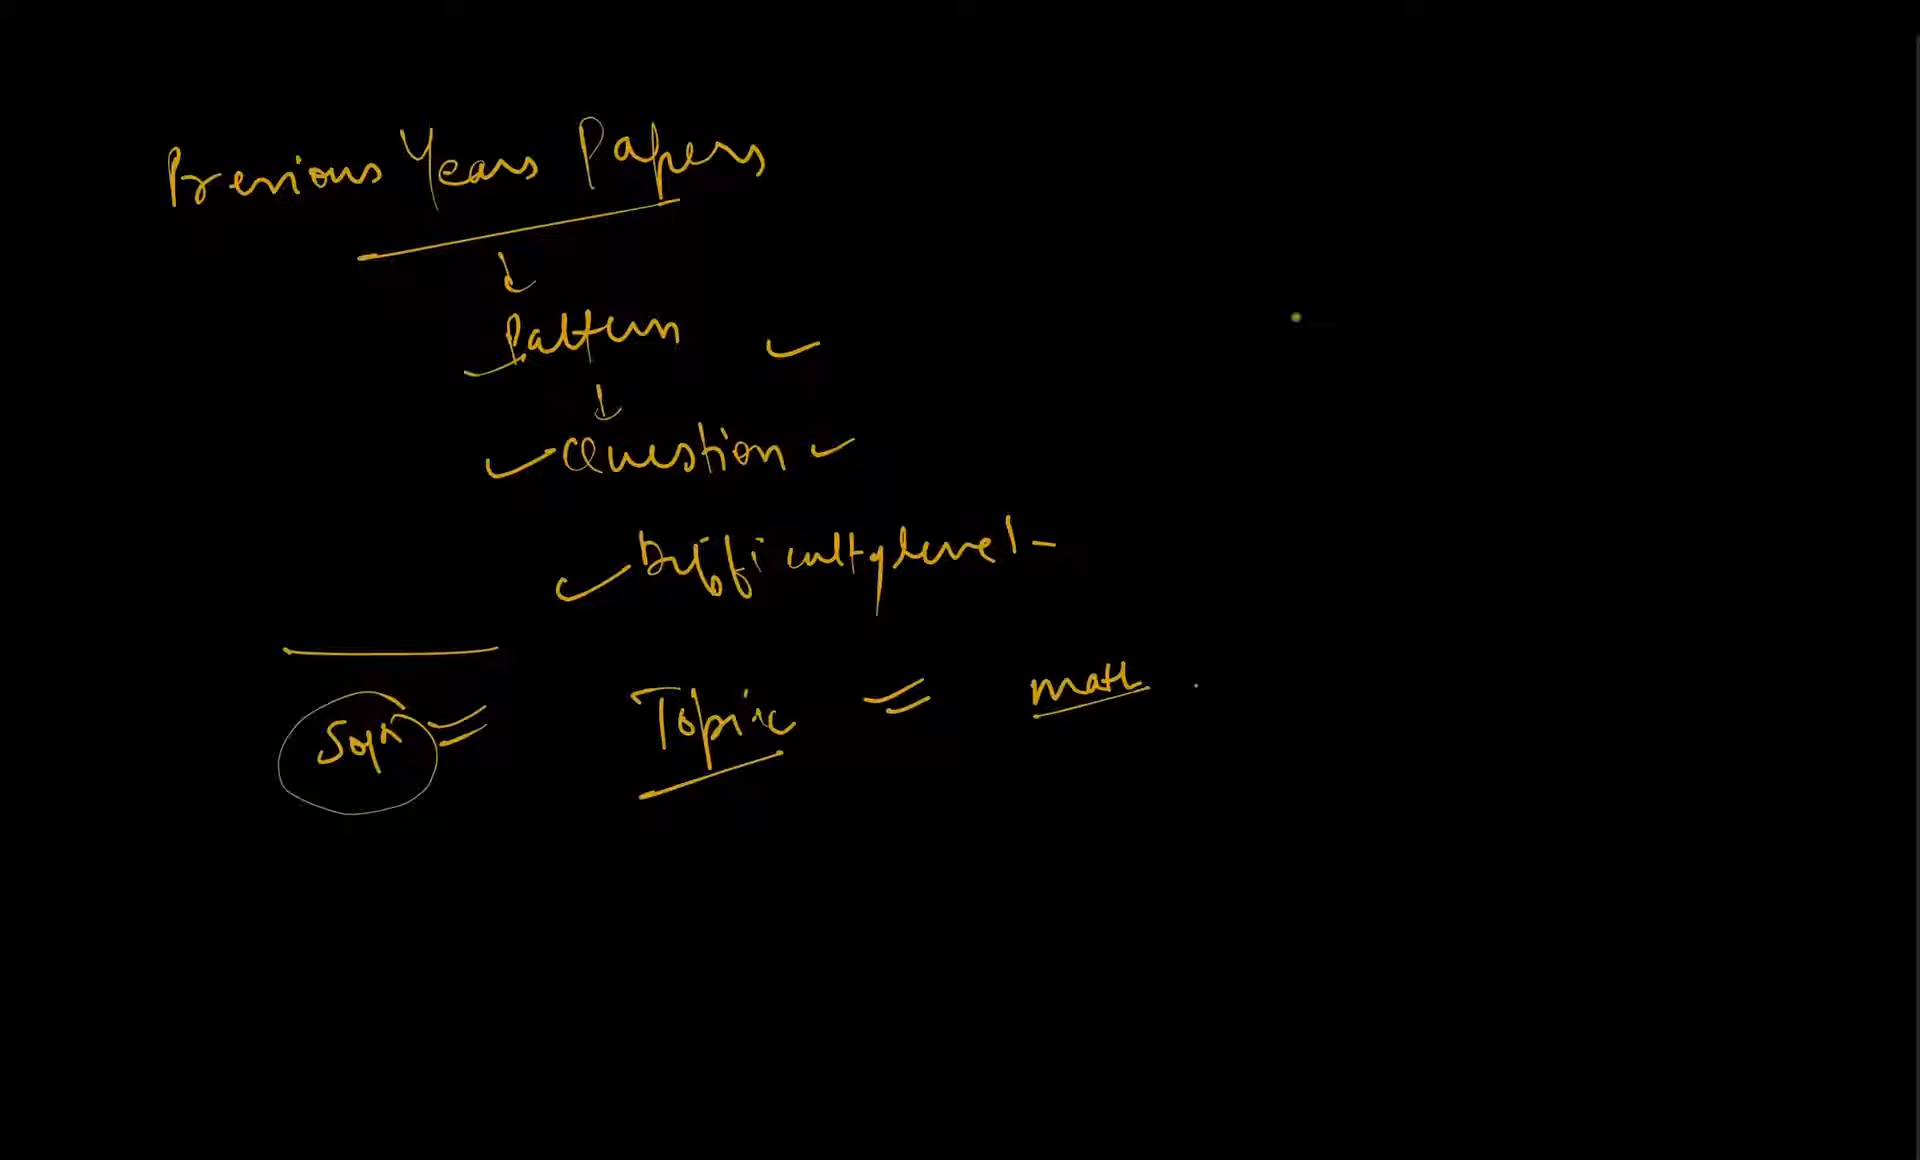 Previous Years Papers
Pattern
Question
Difficulty level -
Topic = math